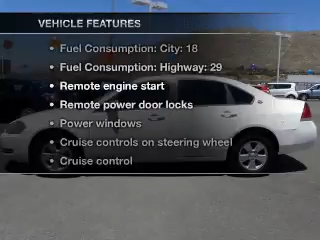 VEHICLE FEATURES
Fuel Consumption: City: 18
Fuel Consumption: Highway: 29
Remote engine start
Remote power door locks
Power windows
Cruise controls on steering wheel
Cruise control